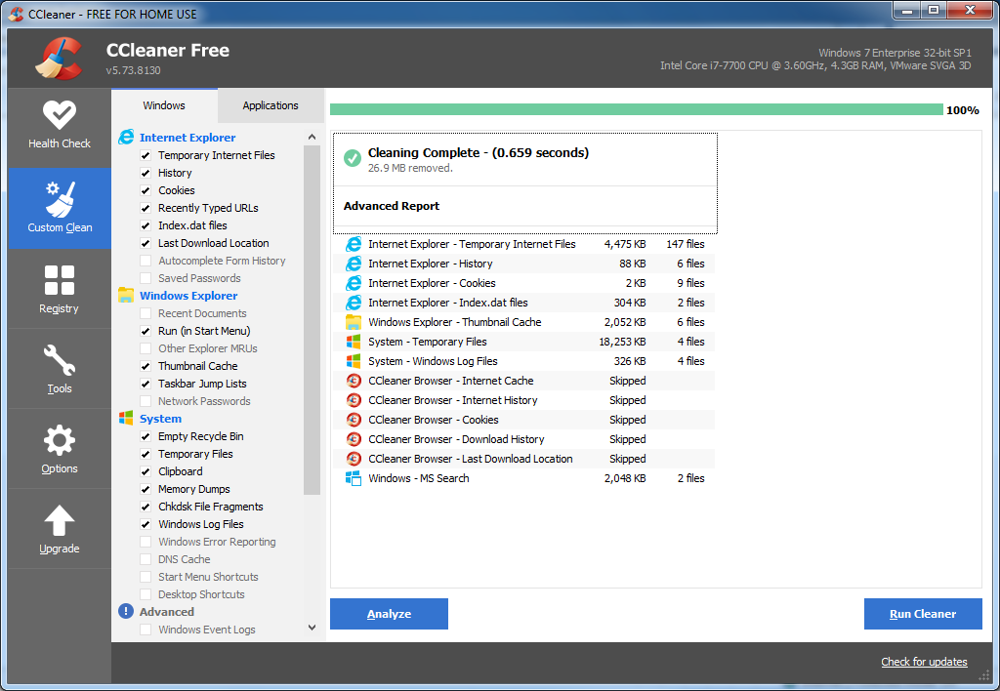 CCleaner - FREE FOR HOME USE
CCleaner Free
v5.73.8130
Windows 7 Enterprise 32-bit SP1
Intel Core i7-7700 CPU @ 3.60GHz, 4.3GB RAM, VMware SVGA 3D
Health Check
Custom Clean
Registry
Tools
Options
Upgrade
Windows
Applications
Internet Explorer
Temporary Internet Files
History
Cookies
Recently Typed URLs
Index.dat files
Last Download Location
Autocomplete Form History
Saved Passwords
Windows Explorer
Recent Documents
Run (in Start Menu)
Other Explorer MRUs
Thumbnail Cache
Taskbar Jump Lists
Network Passwords
System
Empty Recycle Bin
Temporary Files
Clipboard
Memory Dumps
Chkdsk File Fragments
Windows Log Files
Windows Error Reporting
DNS Cache
Start Menu Shortcuts
Desktop Shortcuts
Advanced
Windows Event Logs
100%
Cleaning Complete - (0.659 seconds)
26.9 MB removed.
Advanced Report
Internet Explorer - Temporary Internet Files 4,475 KB 147 files
Internet Explorer - History 88 KB 6 files
Internet Explorer - Cookies 2 KB 9 files
Internet Explorer - Index.dat files 304 KB 2 files
Windows Explorer - Thumbnail Cache 2,052 KB 6 files
System - Temporary Files 18,253 KB 4 files
System - Windows Log Files 326 KB 4 files
CCleaner Browser - Internet Cache Skipped
CCleaner Browser - Internet History Skipped
CCleaner Browser - Cookies Skipped
CCleaner Browser - Download History Skipped
CCleaner Browser - Last Download Location Skipped
Windows - MS Search 2,048 KB 2 files
Analyze
Run Cleaner
Check for updates